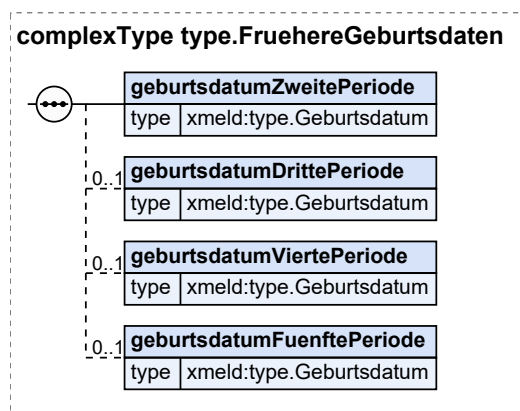 complexType type.FruehereGeburtsdaten
geburtsdatumZweitePeriode
type xmeld:type.Geburtsdatum
0..1 geburtsdatumDrittePeriode
type xmeld:type.Geburtsdatum
0..1 geburtsdatumViertePeriode
type xmeld:type.Geburtsdatum
0..1 geburtsdatumFuenftePeriode
type xmeld:type.Geburtsdatum